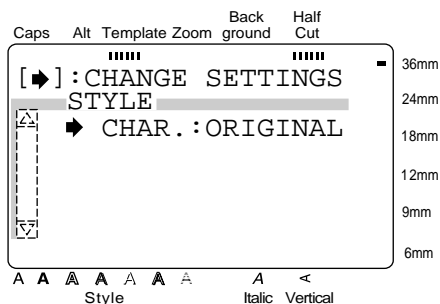 Caps Alt Template Zoom Back ground Half Cut
[➡]:CHANGE SETTINGS
STYLE
➡ CHAR.:ORIGINAL
36mm
24mm
18mm
12mm
9mm
6mm
A A A A A A A A <
Style Italic Vertical